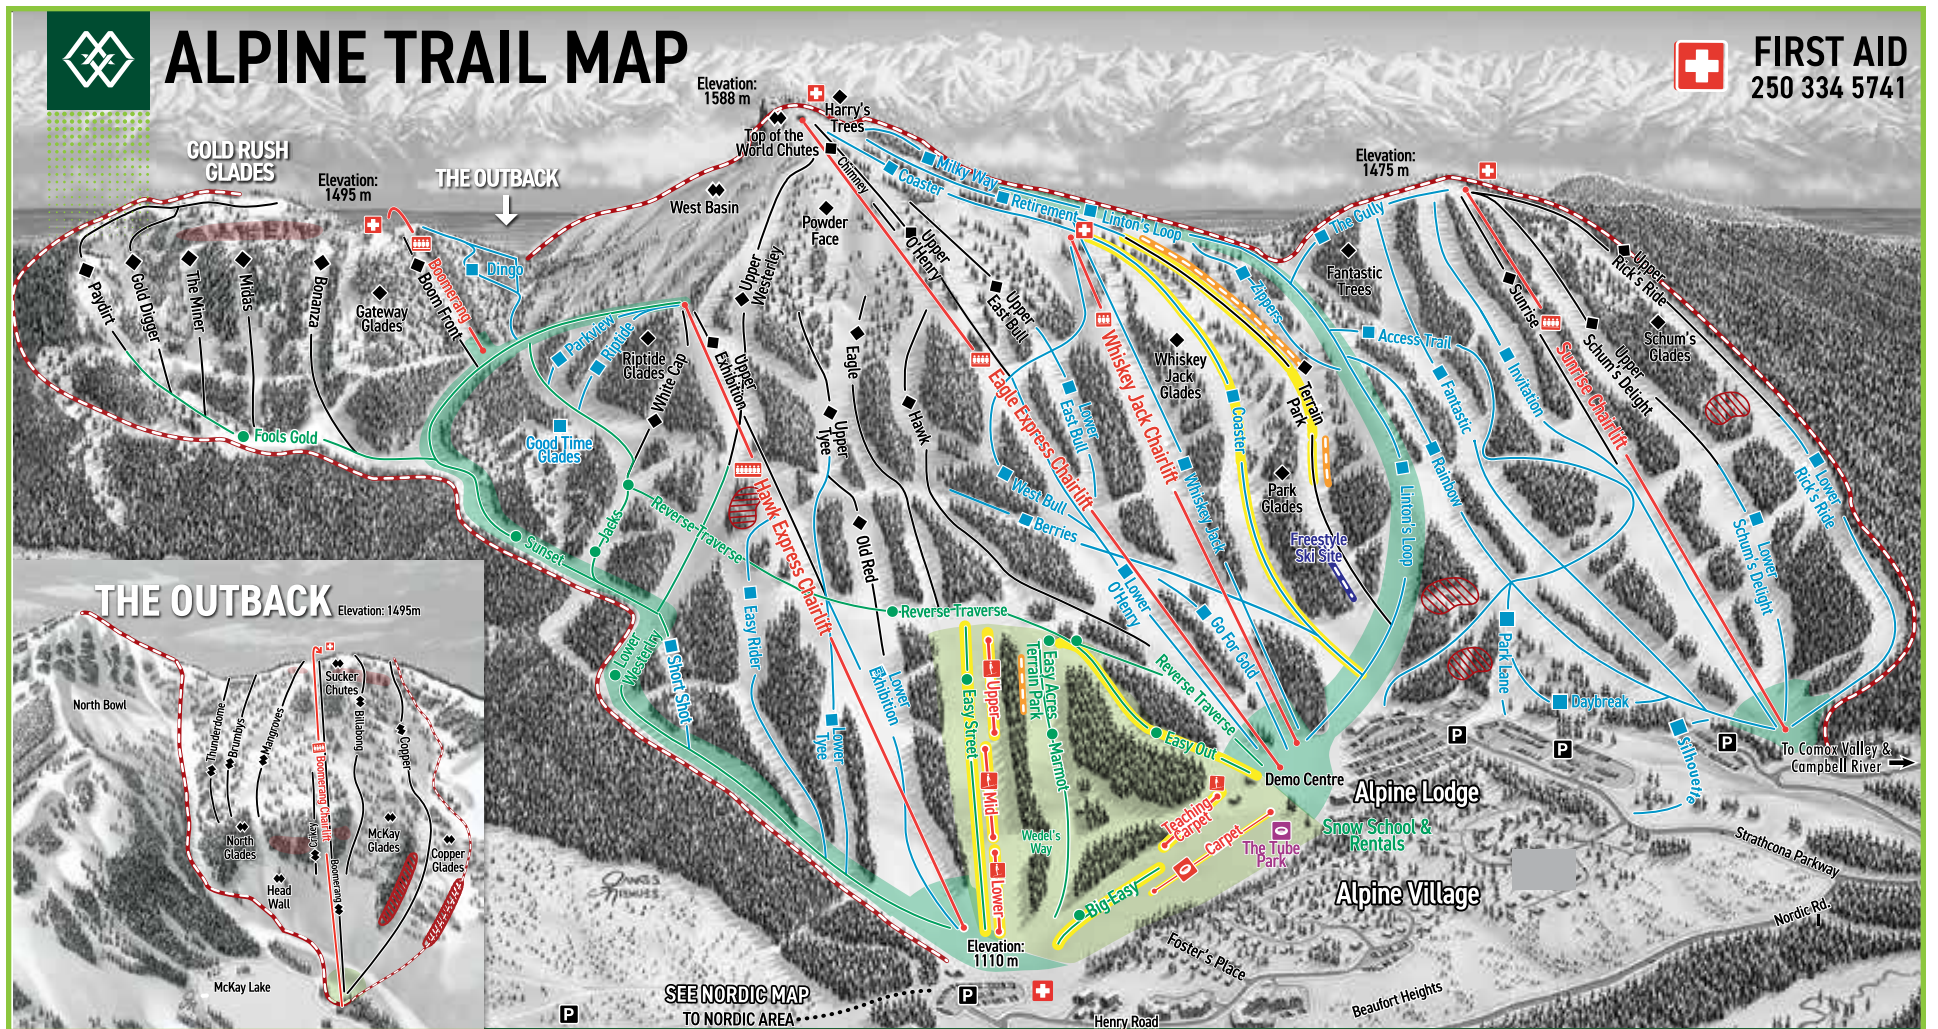 ALPINE TRAIL MAP
FIRST AID
250 334 5741
Elevation:
1588 m
Harry's
Trees
Top of the
World Chutes
Chimney
GOLD RUSH
GLADES
Elevation:
1495 m
THE OUTBACK
West Basin
Powder
Face
Coaster
Milky Way
Retirement
Linton's Loop
Elevation:
1475 m
The Gully
Fantastic
Trees
Upper
Rick's Ride
Paydirt
Gold Digger
The Miner
Midas
Bonanza
Gateway
Glades
Boomerang
Boom Front
Dingo
Upper
Westerley
Upper
O'Henry
Upper
East Bull
Zippers
Sunrise
Sunrise Chairlift
Upper
Schum's Delight
Schum's
Glades
Access Trail
Invitation
Fantastic
Parkview
Riptide
Riptide
Glades
White Cap
Upper
Exhibition
Eagle
Upper
Tyee
Hawk
Eagle Express Chairlift
Lower
East Bull
Whiskey Jack Chairlift
Whiskey
Jack
Glades
Coaster
Terrain
Park
Good Time
Glades
Fools Gold
Rainbow
Lower
Rick's Ride
Park
Glades
Linton's Loop
Whiskey Jack
West Bull
Berries
Hawk Express Chairlift
Reverse Traverse
Jacks
Sunset
Old Red
Freestyle
Ski Site
Lower
Schum's Delight
Lower
O'Henry
Go For Gold
Reverse Traverse
Easy Rider
Lower
Westerley
Short Shot
Lower
Exhibition
Lower
Tyee
Easy Street
Upper
Mid
Lower
Easy Acres
Terrain Park
Marmot
Wedel's
Way
Reverse Traverse
Easy Out
Park Lane
Daybreak
Silhouette
P
P
P
To Comox Valley &
Campbell River
Demo Centre
Alpine Lodge
Snow School &
Rentals
Teaching
Carpet
Carpet
The Tube
Park
Big Easy
Alpine Village
Strathcona Parkway
Nordic Rd.
Foster's Place
Beaufort Heights
Henry Road
Elevation:
1110 m
P
P
SEE NORDIC MAP
TO NORDIC AREA
THE OUTBACK
Elevation: 1495m
North Bowl
Thunderdome
Brumbys
Mangroves
Sucker
Chutes
Billabong
Copper
Boomerang Chairlift
Crikey
Boomerang
North
Glades
McKay
Glades
Copper
Glades
Head
Wall
McKay Lake